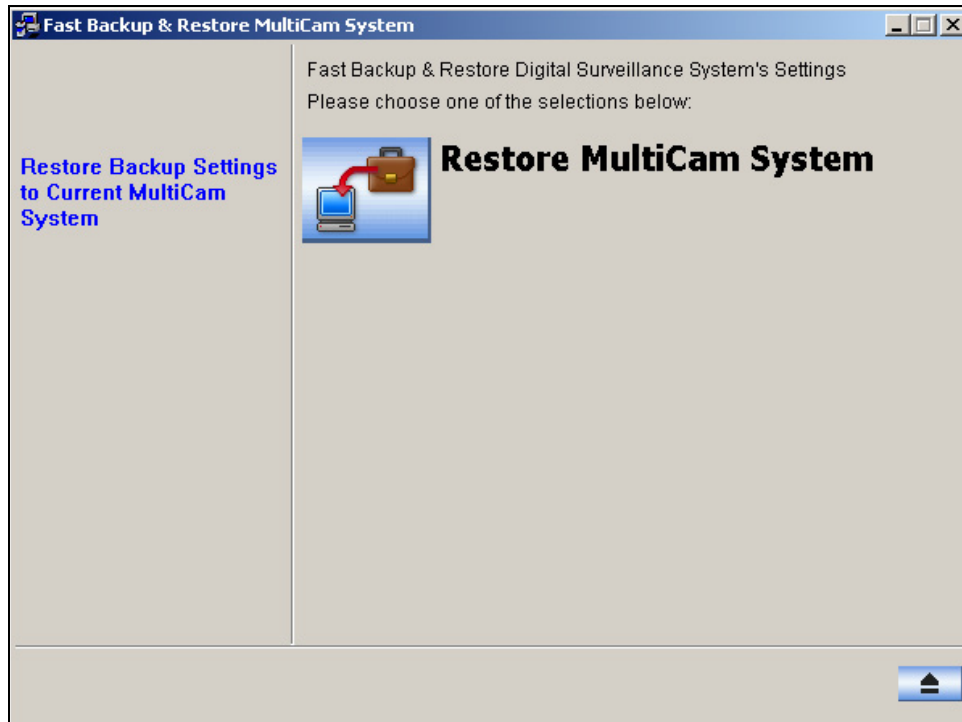 Fast Backup & Restore MultiCam System
Fast Backup & Restore Digital Surveillance System's Settings
Please choose one of the selections below:
Restore Backup Settings
to Current MultiCam
System
Restore MultiCam System